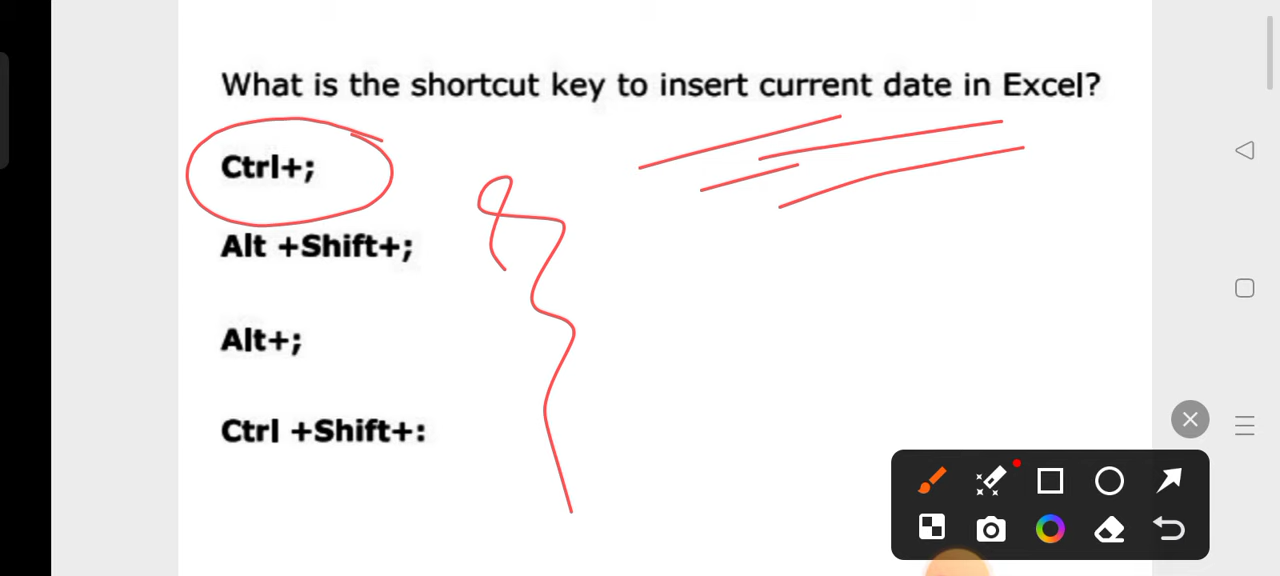 What is the shortcut key to insert current date in Excel?
Ctrl+;
Alt +Shift+;
Alt+;
Ctrl +Shift+: